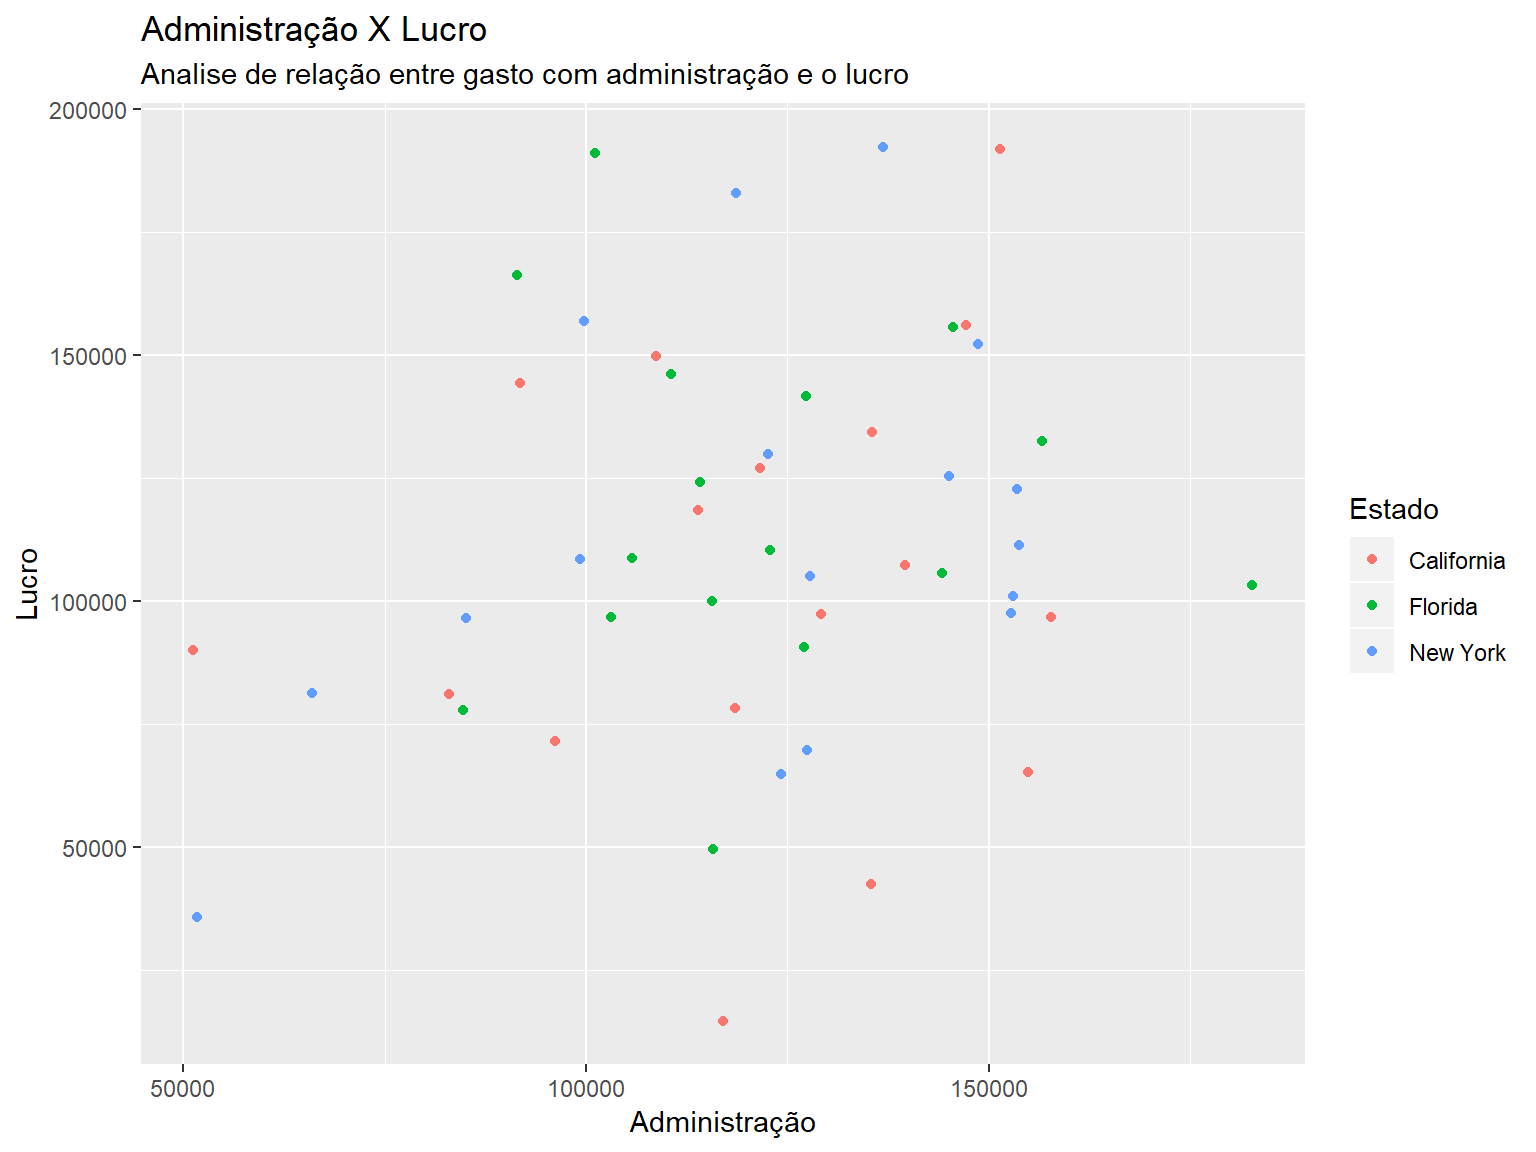 Administração X Lucro
Analise de relação entre gasto com administração e o lucro
200000
150000
100000
50000
Lucro
50000
100000
150000
Administração
Estado
California
Florida
New York